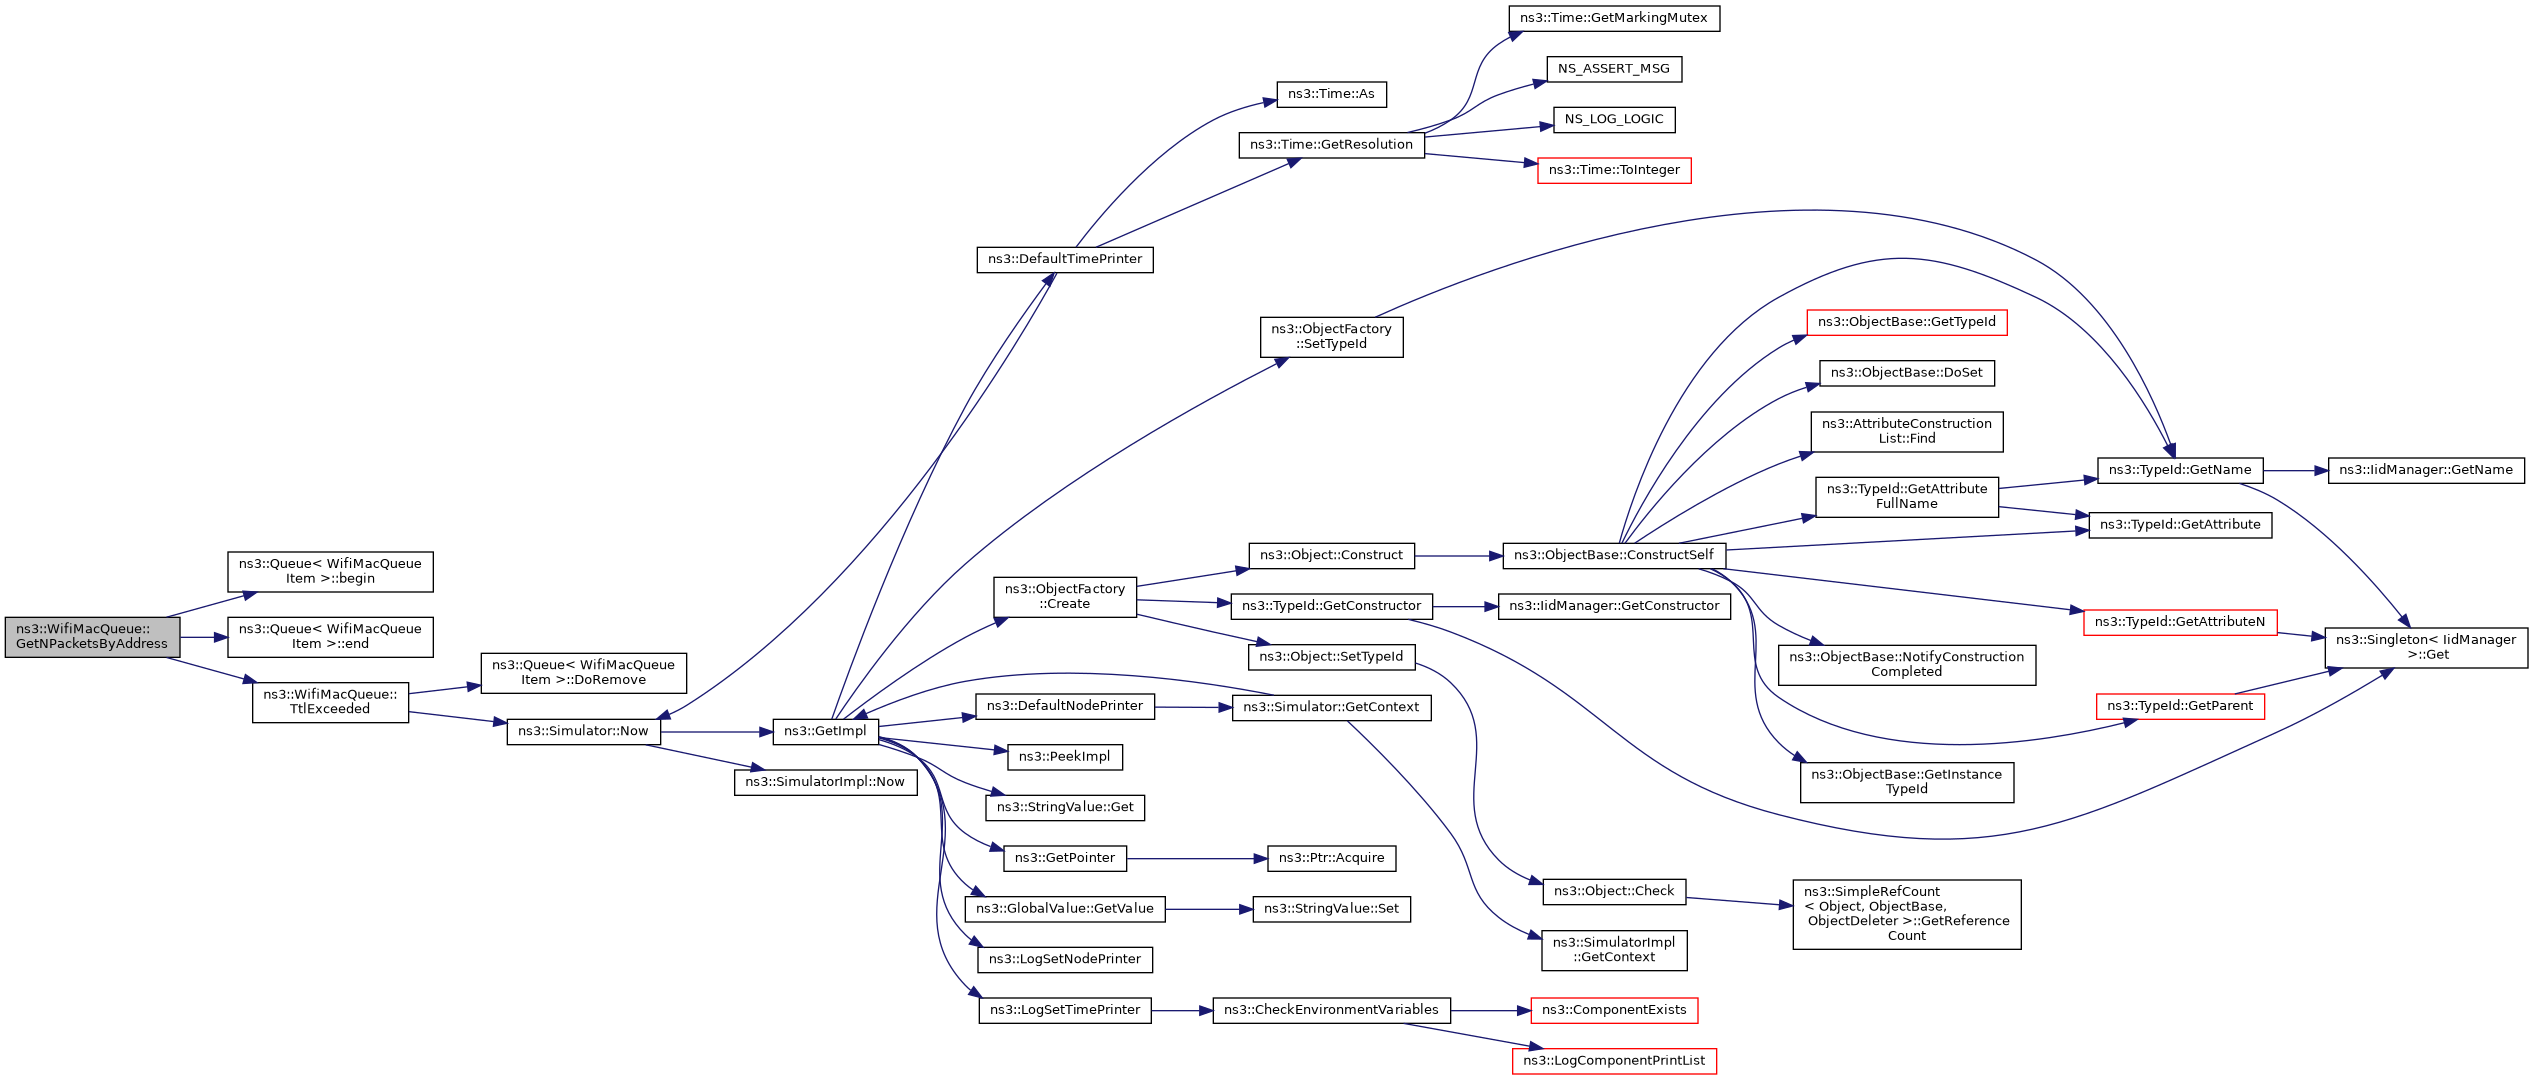 ns3::WifiMacQueue::
GetNPacketsByAddress
ns3::Queue< WifiMacQueue
Item >::begin
ns3::Queue< WifiMacQueue
Item >::end
ns3::WifiMacQueue::
TtlExceeded
ns3::Queue< WifiMacQueue
Item >::DoRemove
ns3::Simulator::Now
ns3::GetImpl
ns3::SimulatorImpl::Now
ns3::DefaultTimePrinter
ns3::Time::As
ns3::Time::GetResolution
ns3::Time::GetMarkingMutex
NS_ASSERT_MSG
NS_LOG_LOGIC
ns3::Time::ToInteger
ns3::ObjectFactory
::SetTypeId
ns3::ObjectFactory
::Create
ns3::Object::Construct
ns3::TypeId::GetConstructor
ns3::Object::SetTypeId
ns3::ObjectBase::ConstructSelf
ns3::IidManager::GetConstructor
ns3::ObjectBase::GetTypeId
ns3::ObjectBase::DoSet
ns3::AttributeConstruction
List::Find
ns3::TypeId::GetAttribute
FullName
ns3::TypeId::GetName
ns3::IidManager::GetName
ns3::TypeId::GetAttribute
ns3::TypeId::GetAttributeN
ns3::Singleton< IidManager
>::Get
ns3::ObjectBase::NotifyConstruction
Completed
ns3::TypeId::GetParent
ns3::ObjectBase::GetInstance
TypeId
ns3::DefaultNodePrinter
ns3::Simulator::GetContext
ns3::PeekImpl
ns3::StringValue::Get
ns3::GetPointer
ns3::Ptr::Acquire
ns3::GlobalValue::GetValue
ns3::StringValue::Set
ns3::LogSetNodePrinter
ns3::LogSetTimePrinter
ns3::CheckEnvironmentVariables
ns3::Object::Check
ns3::SimpleRefCount
< Object, ObjectBase,
ObjectDeleter >::GetReference
Count
ns3::SimulatorImpl
::GetContext
ns3::ComponentExists
ns3::LogComponentPrintList